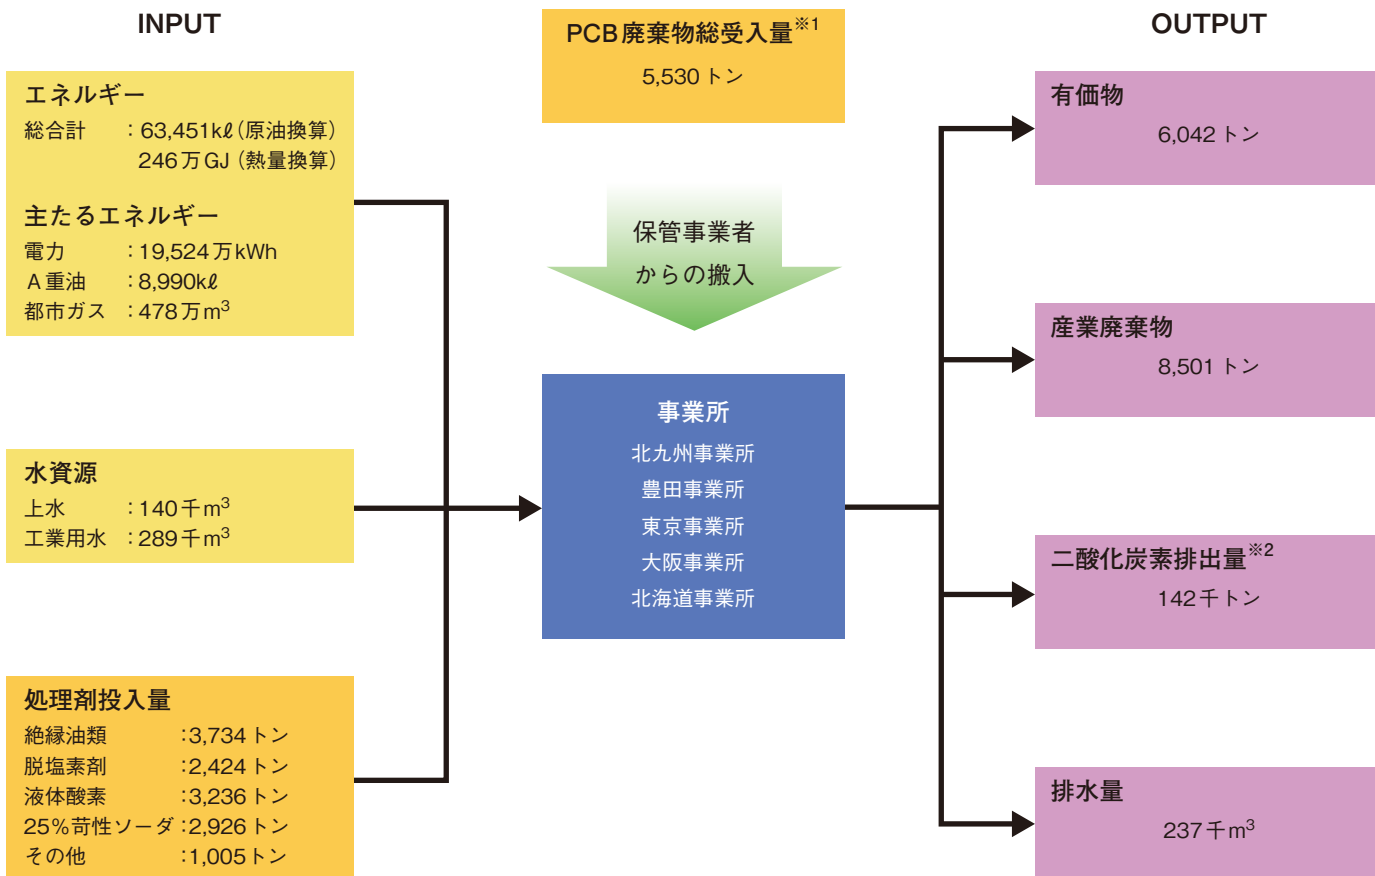 INPUT
エネルギー
総合計 : 63,451kℓ(原油換算)
246万GJ(熱量換算)
主たるエネルギー
電力 : 19,524万kWh
A重油 : 8,990kℓ
都市ガス : 478万m³
水資源
上水 : 140千m³
工業用水 : 289千m³
処理剤投入量
絶縁油類 :3,734トン
脱塩素剤 :2,424トン
液体酸素 :3,236トン
25%苛性ソーダ :2,926トン
その他 :1,005トン
PCB廃棄物総受入量※1
5,530トン
保管事業者
からの搬入
事業所
北九州事業所
豊田事業所
東京事業所
大阪事業所
北海道事業所
OUTPUT
有価物
6,042トン
産業廃棄物
8,501トン
二酸化炭素排出量※2
142千トン
排水量
237千m³